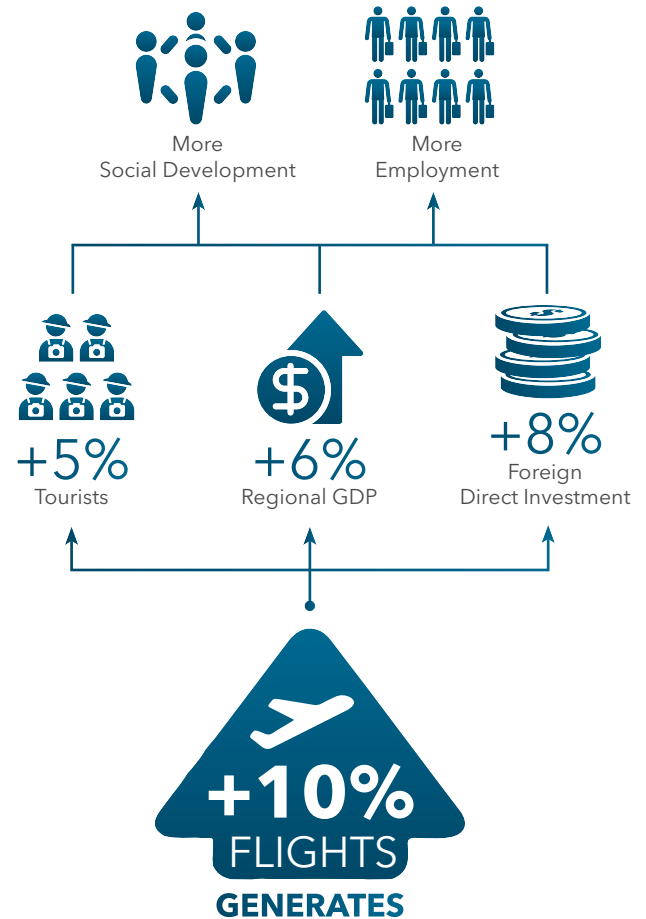 More
Social Development
More
Employment
+5%
Tourists
+6%
Regional GDP
+8%
Foreign
Direct Investment
+10%
FLIGHTS
GENERATES